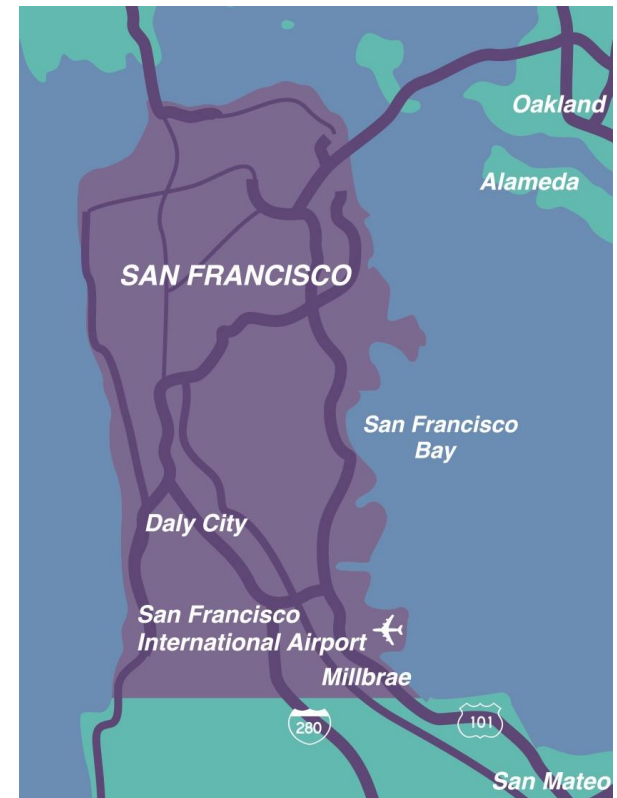 Oakland
Alameda
SAN FRANCISCO
San Francisco
Bay
Daly City
San Francisco
International Airport
Millbrae
280
101
San Mateo